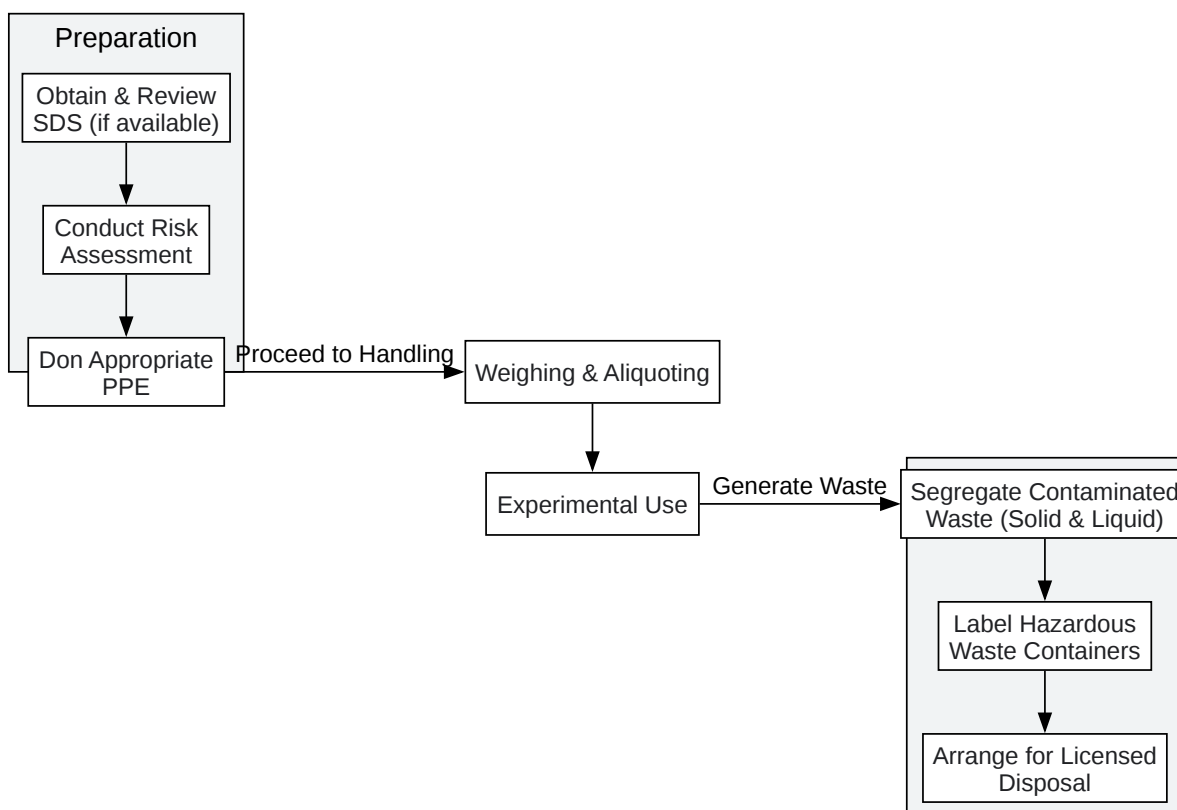 Preparation
Obtain & Review
SDS (if available)
Conduct Risk
Assessment
Don Appropriate
PPE
Proceed to Handling
Weighing & Aliquoting
Experimental Use
Generate Waste
Segregate Contaminated
Waste (Solid & Liquid)
Label Hazardous
Waste Containers
Arrange for Licensed
Disposal